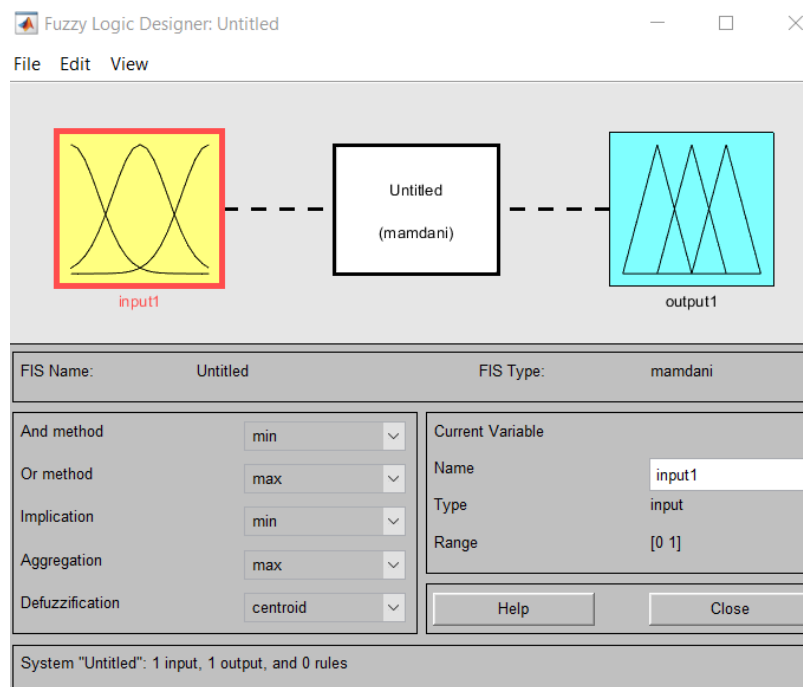 Fuzzy Logic Designer: Untitled
File Edit View
Untitled
(mamdani)
input1
output1
FIS Name: Untitled FIS Type: mamdani
And method min
Or method max
Implication min
Aggregation max
Defuzzification centroid
Current Variable
Name input1
Type input
Range [0 1]
Help Close
System "Untitled": 1 input, 1 output, and 0 rules